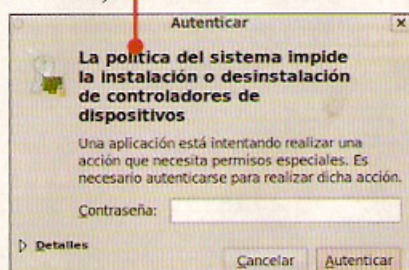 Autenticar
La política del sistema impide
la instalación o desinstalación
de controladores de
dispositivos
Una aplicación está intentando realizar una
acción que necesita permisos especiales. Es
necesario autenticarse para realizar dicha acción.
Contraseña:
Detalles
Cancelar Autenticar